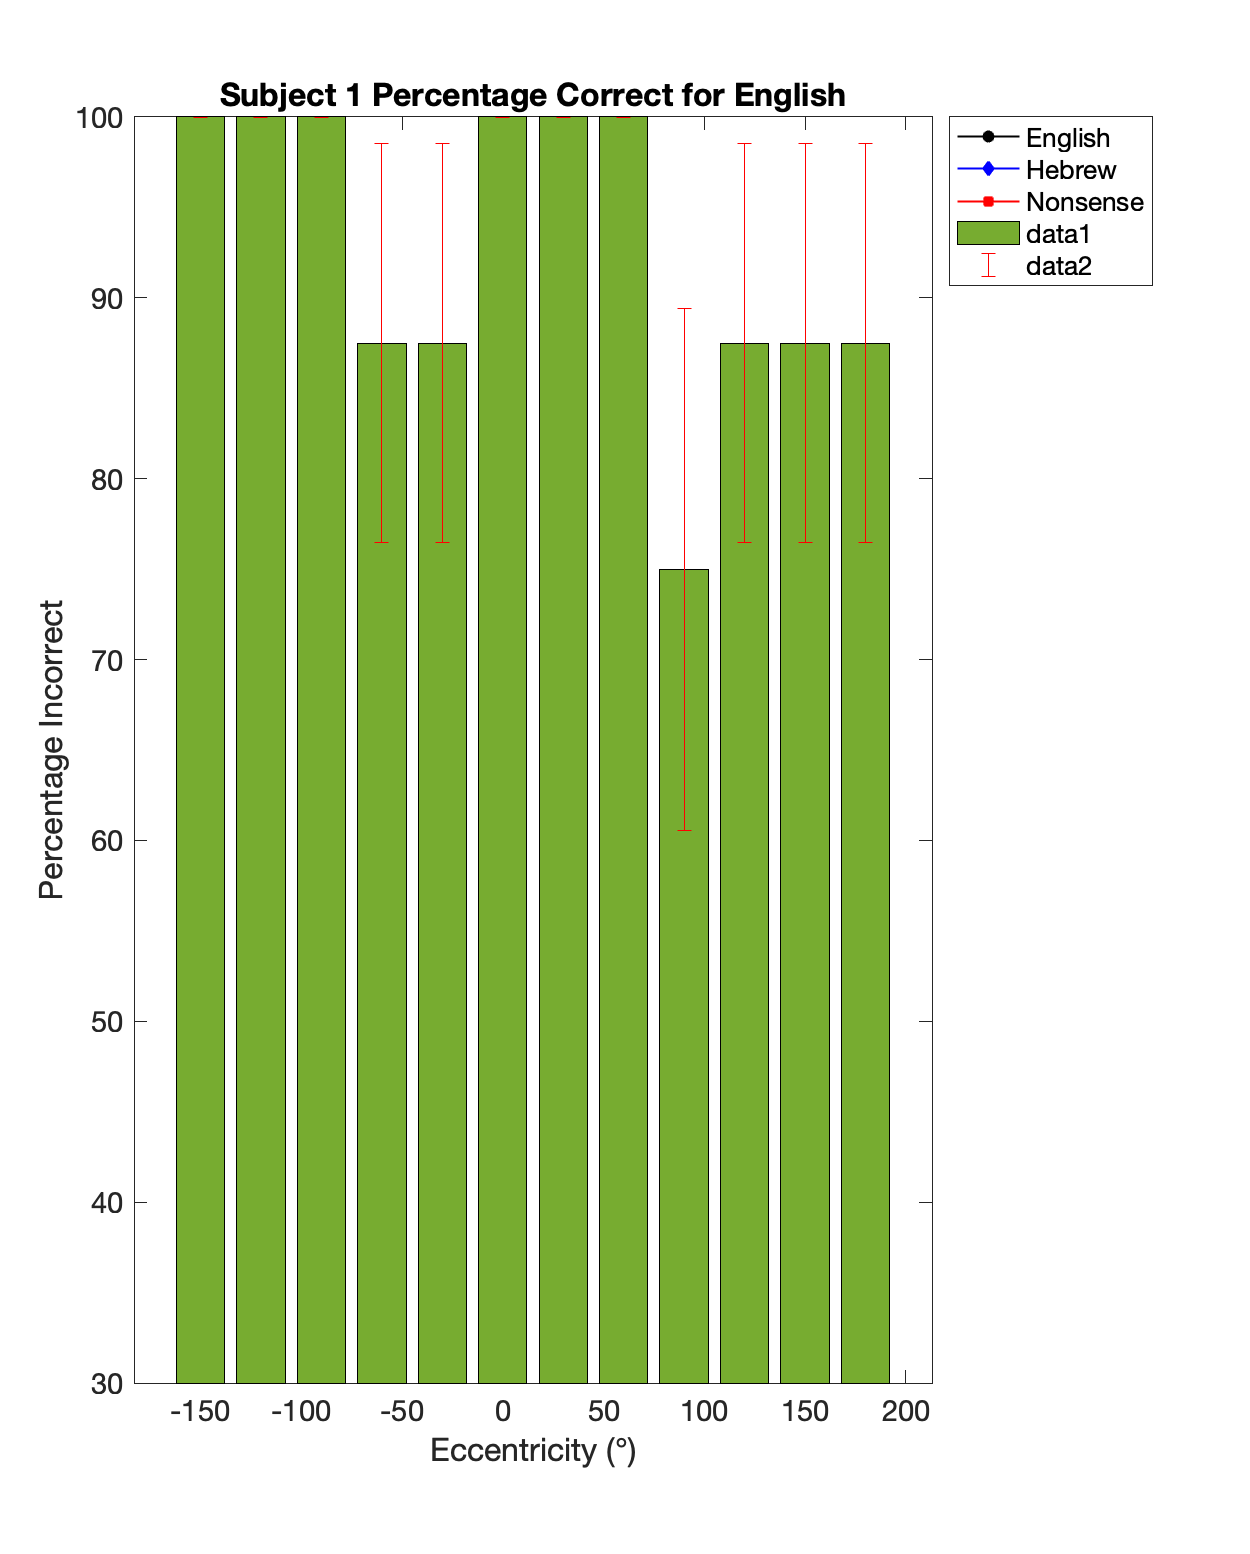 Subject 1 Percentage Correct for English
100
90
80
70
60
50
40
30
Percentage Incorrect
-150 -100 -50 0 50 100 150 200
Eccentricity (°)
English
Hebrew
Nonsense
data1
data2